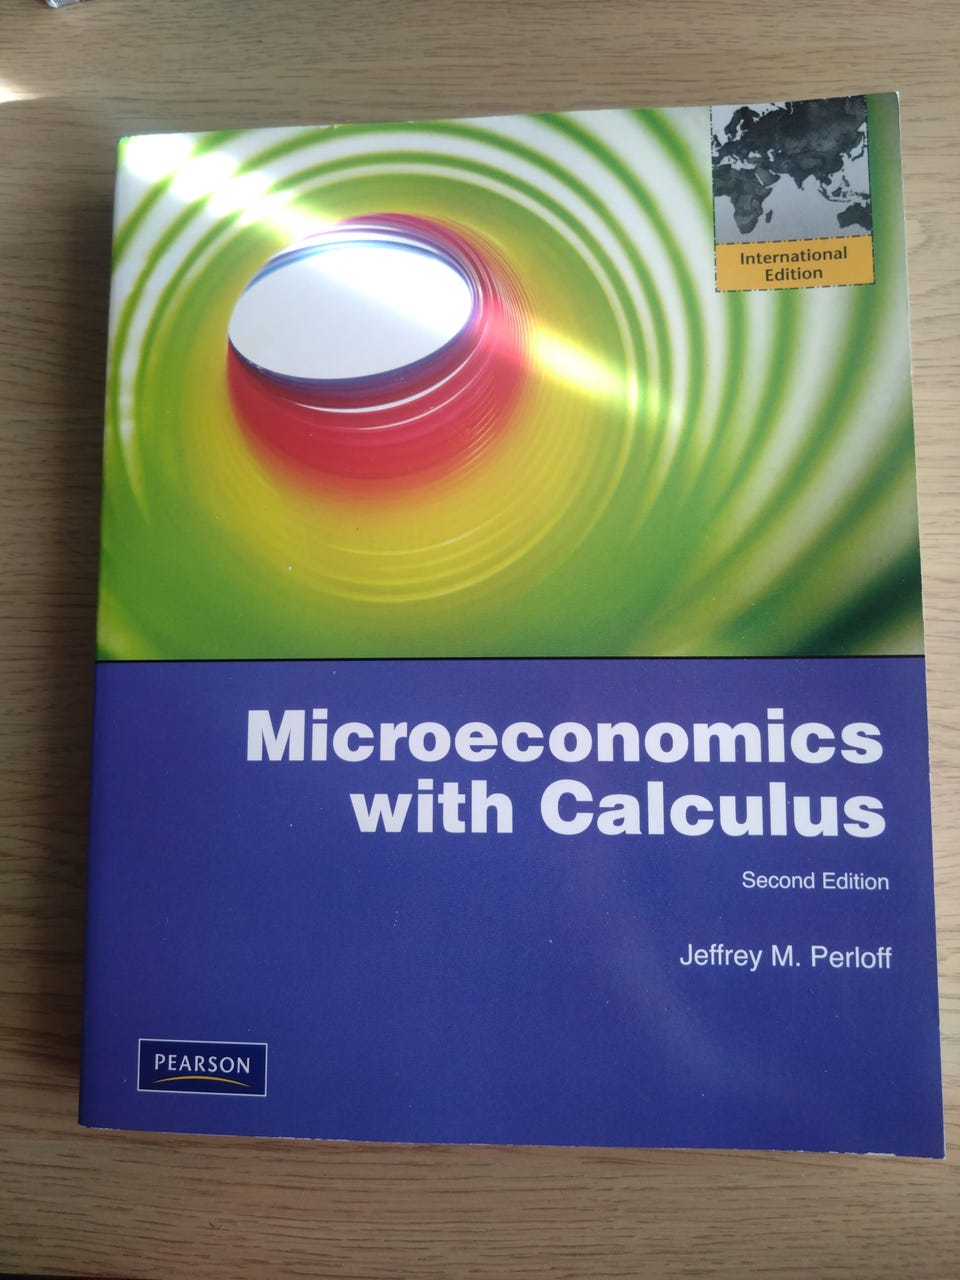 International
Edition
Microeconomics
with Calculus
Second Edition
Jeffrey M. Perloff
PEARSON